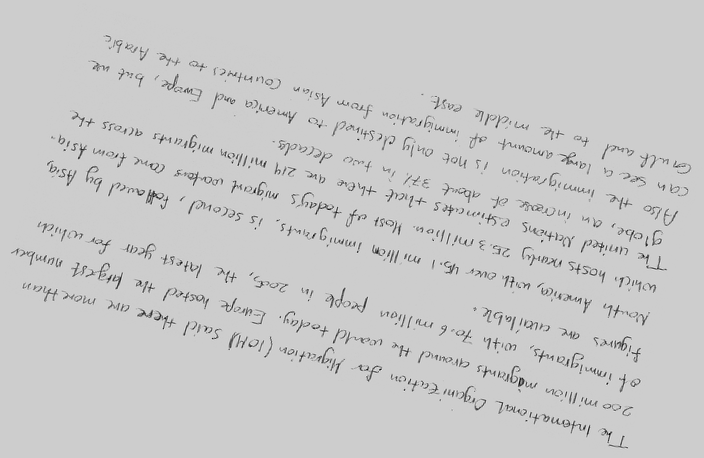 The International Organization for Migration (IOM) said there are more than
200 million migrants around the would today. Europe hosted the largest number
of immigrants, with 70.6 million people in 2005, the latest year for which
figures are available.
North America, with over 45.1 million immigrants, is second, followed by Asia,
which hosts nearly 25.3 million. Most of today's migrant workers come from Asia.
The united Nations estimates that there are 214 million migrants across the
globe, an increase of about 37% in two decads.
Also the immigration is not only destined to America and Europe, but we
can see a large amount of immigration from Asian Countries to the Arabic
Gulf and to the middle east.